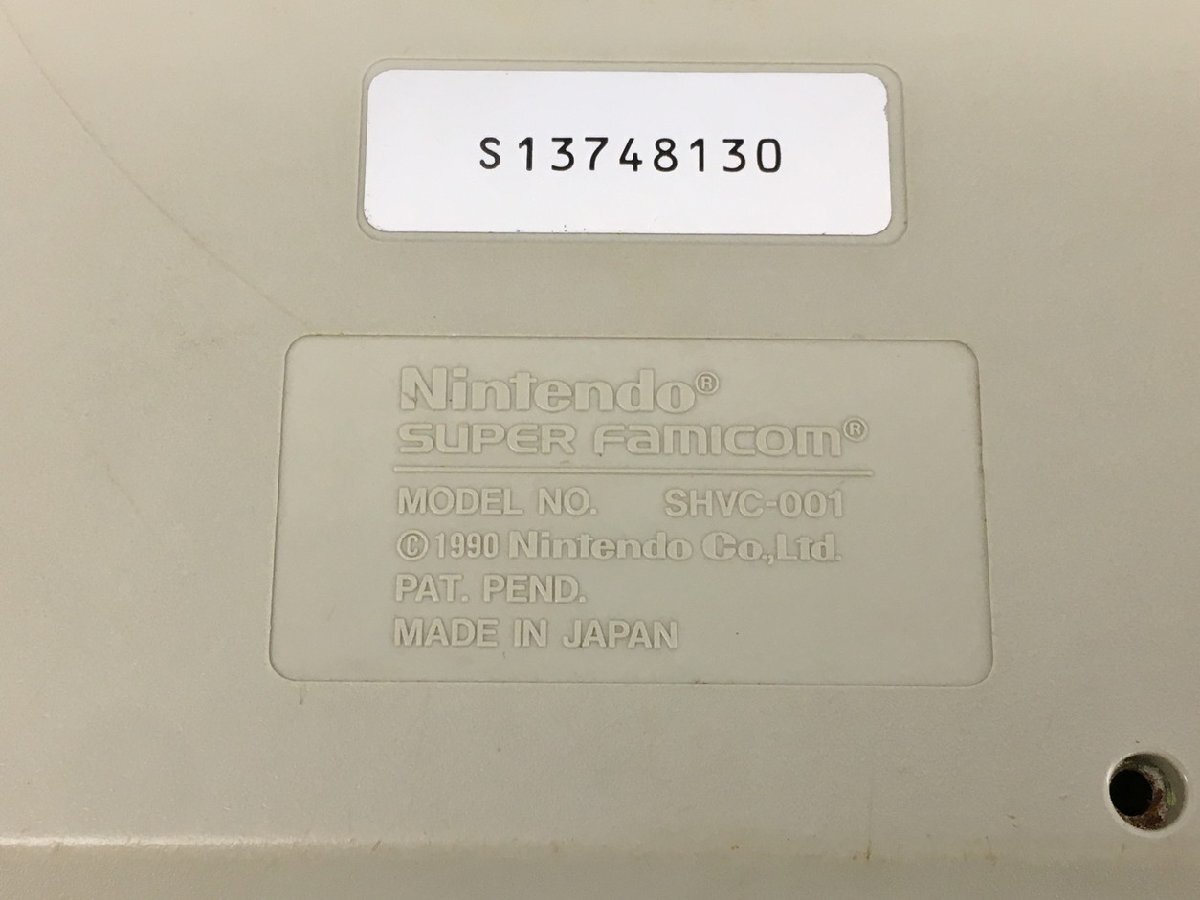 S13748130
Nintendo®
SUPER FAMICOM®
MODEL NO. SHVC-001
©1990 Nintendo Co.,Ltd.
PAT. PEND.
MADE IN JAPAN